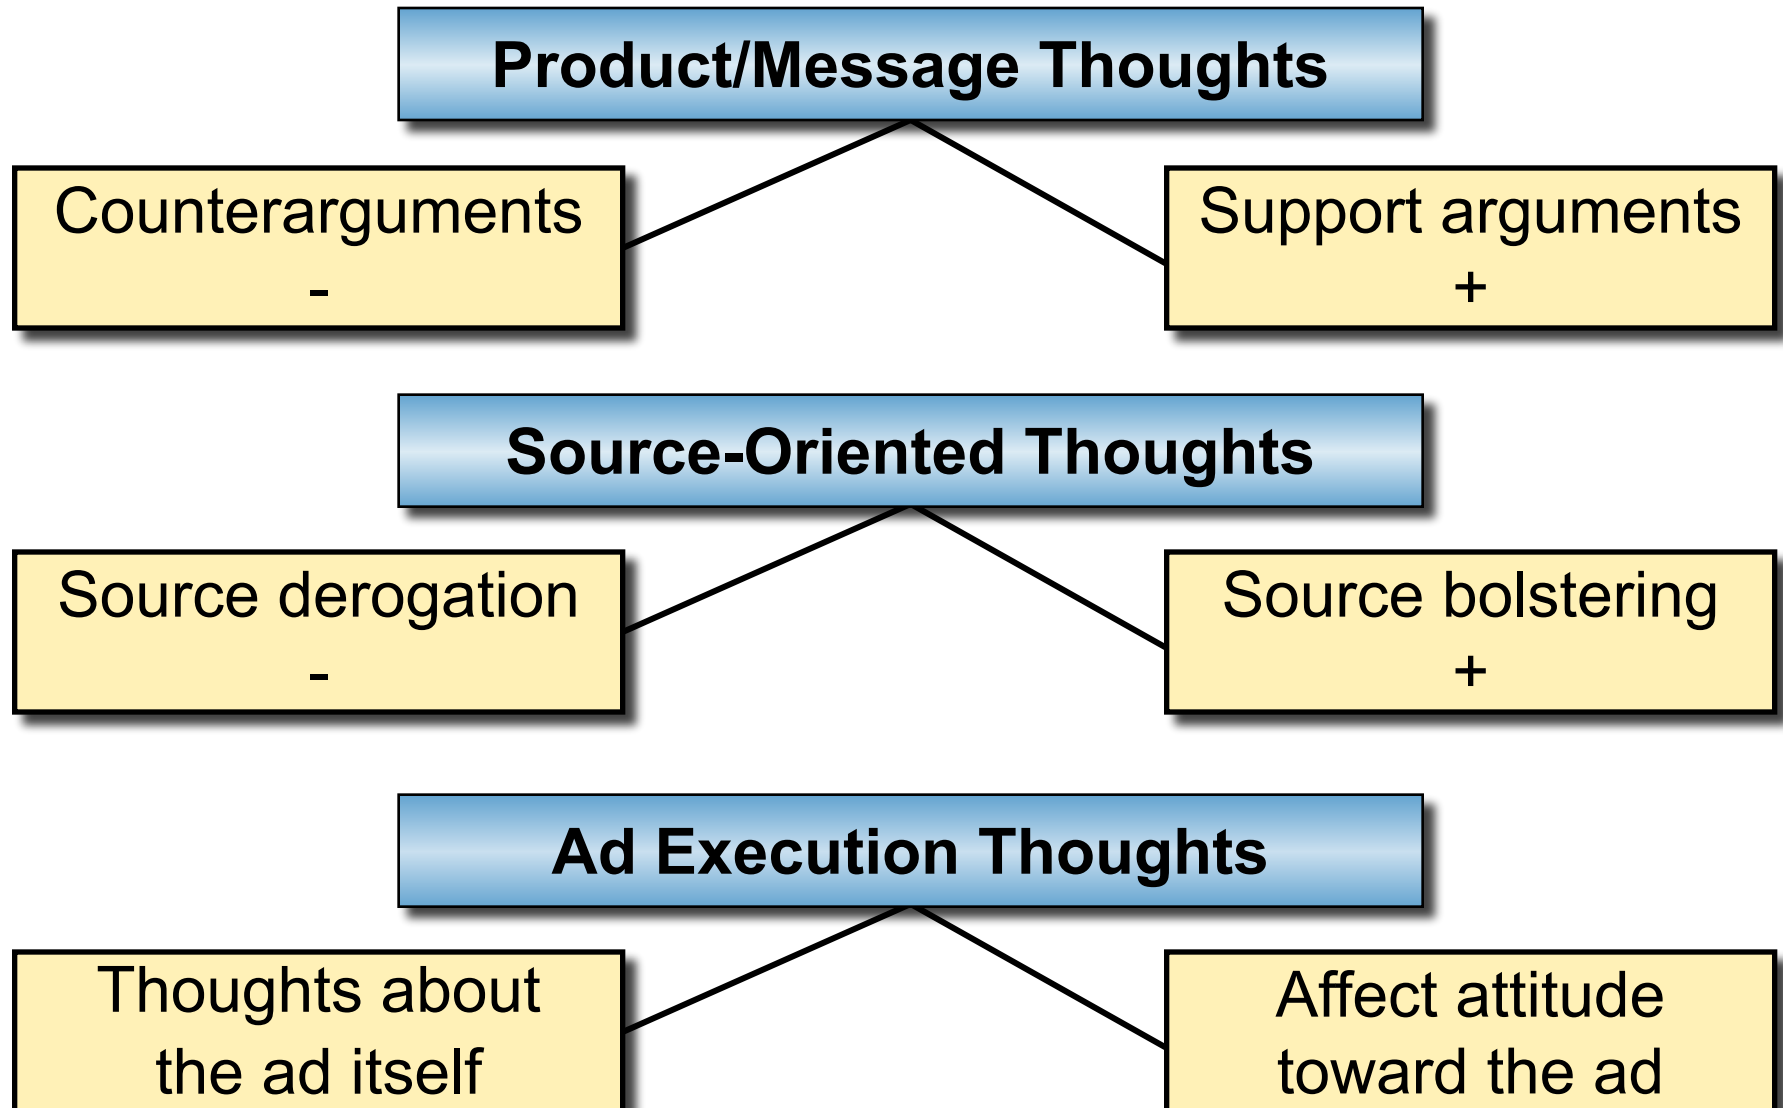 Product/Message Thoughts
Counterarguments
-
Support arguments
+
Source-Oriented Thoughts
Source derogation
-
Source bolstering
+
Ad Execution Thoughts
Thoughts about
the ad itself
Affect attitude
toward the ad